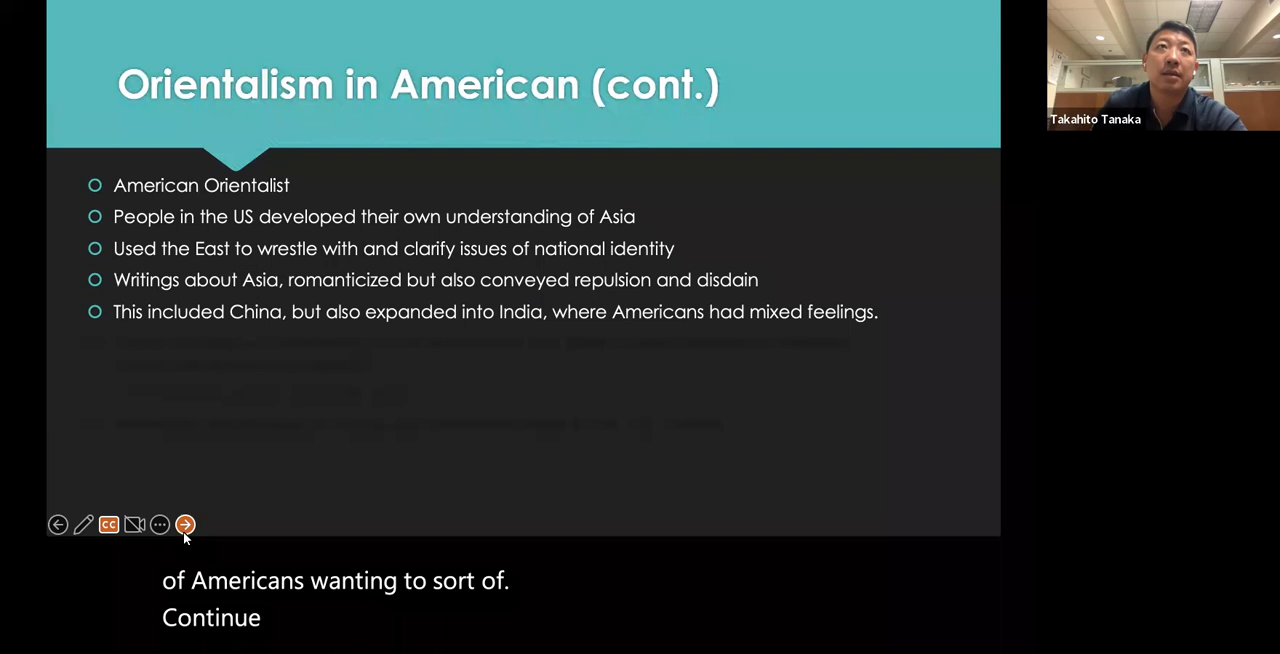 Orientalism in American (cont.)
American Orientalist
People in the US developed their own understanding of Asia
Used the East to wrestle with and clarify issues of national identity
Writings about Asia, romanticized but also conveyed repulsion and disdain
This included China, but also expanded into India, where Americans had mixed feelings.
CC
of Americans wanting to sort of.
Continue
Takahito Tanaka